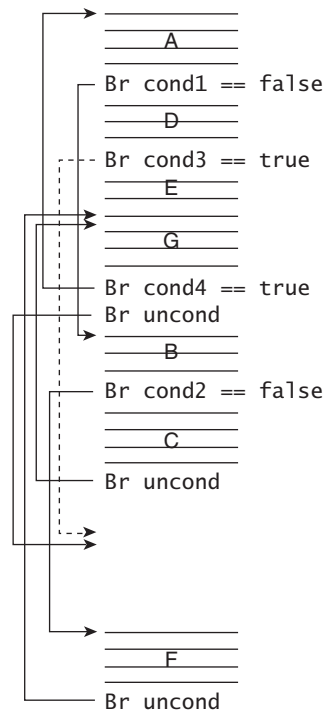 A
Br cond1 == false
D
Br cond3 == true
E
G
Br cond4 == true
Br uncond
B
Br cond2 == false
C
Br uncond
F
Br uncond